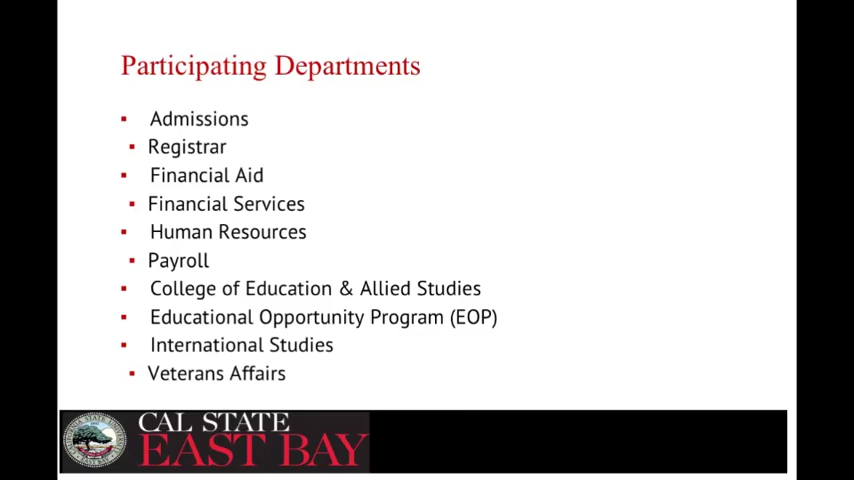 Participating Departments
▪ Admissions
▪ Registrar
▪ Financial Aid
▪ Financial Services
▪ Human Resources
▪ Payroll
▪ College of Education & Allied Studies
▪ Educational Opportunity Program (EOP)
▪ International Studies
▪ Veterans Affairs
CAL STATE
EAST BAY